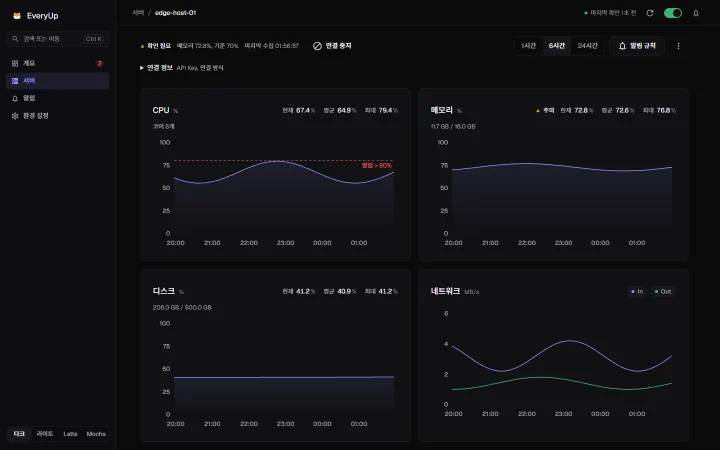 EveryUp
검색 또는 이동 Ctrl K
개요 2
서버
알림
환경 설정
다크 라이트 Latte Mocha
서버 / edge-host-01
마지막 확인 1초 전
확인 필요 메모리 72.8%, 기준 70% 마지막 수집 01:56:57 연결 중지
1시간 6시간 24시간 알림 규칙
연결 정보 API Key, 연결 방식
CPU % 현재 67.4% 평균 64.9% 최대 79.4%
코어 8개
100
75
50
25
0
알림 > 80%
20:00 21:00 22:00 23:00 00:00 01:00
메모리 % 주의 현재 72.8% 평균 72.6% 최대 76.8%
11.7 GB / 16.0 GB
100
75
50
25
0
20:00 21:00 22:00 23:00 00:00 01:00
디스크 % 현재 41.2% 평균 40.9% 최대 41.2%
206.0 GB / 500.0 GB
100
75
50
25
0
20:00 21:00 22:00 23:00 00:00 01:00
네트워크 MB/s In Out
6
4
2
0
20:00 21:00 22:00 23:00 00:00 01:00